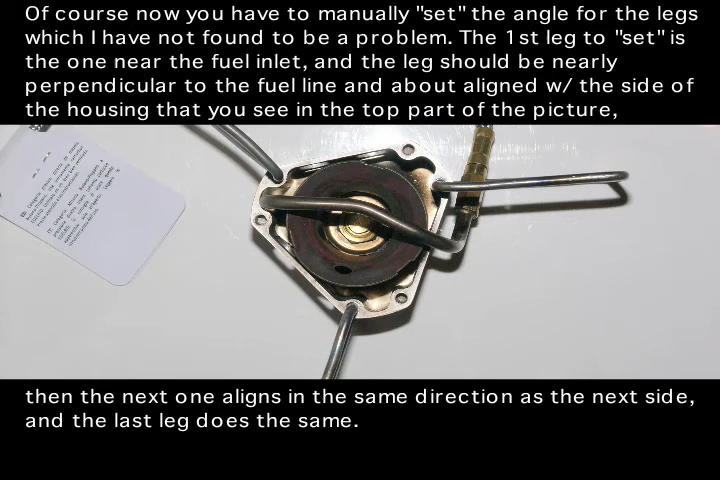 Of course now you have to manually "set" the angle for the legs
which I have not found to be a problem. The 1st leg to "set" is
the one near the fuel inlet, and the leg should be nearly
perpendicular to the fuel line and about aligned w/ the side of
the housing that you see in the top part of the picture,
then the next one aligns in the same direction as the next side,
and the last leg does the same.